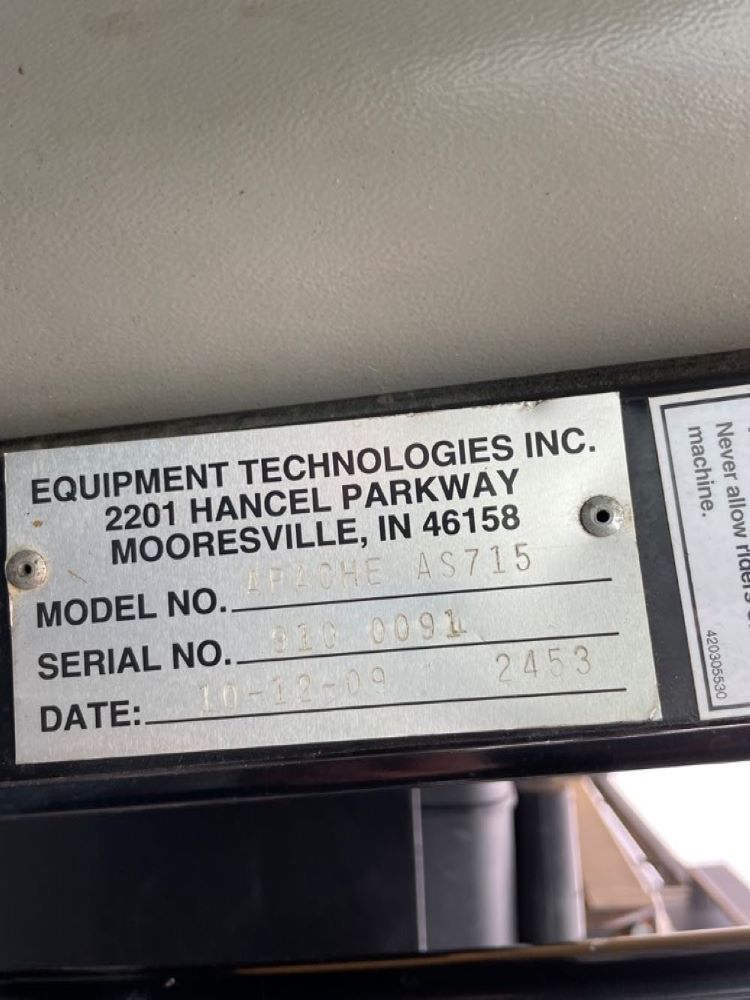 EQUIPMENT TECHNOLOGIES INC.
2201 HANCEL PARKWAY
MOORESVILLE, IN 46158
MODEL NO. APACHE AS715
SERIAL NO. 910 0091
DATE: 10-12-09 2453
Never allow riders
machine.
420305530